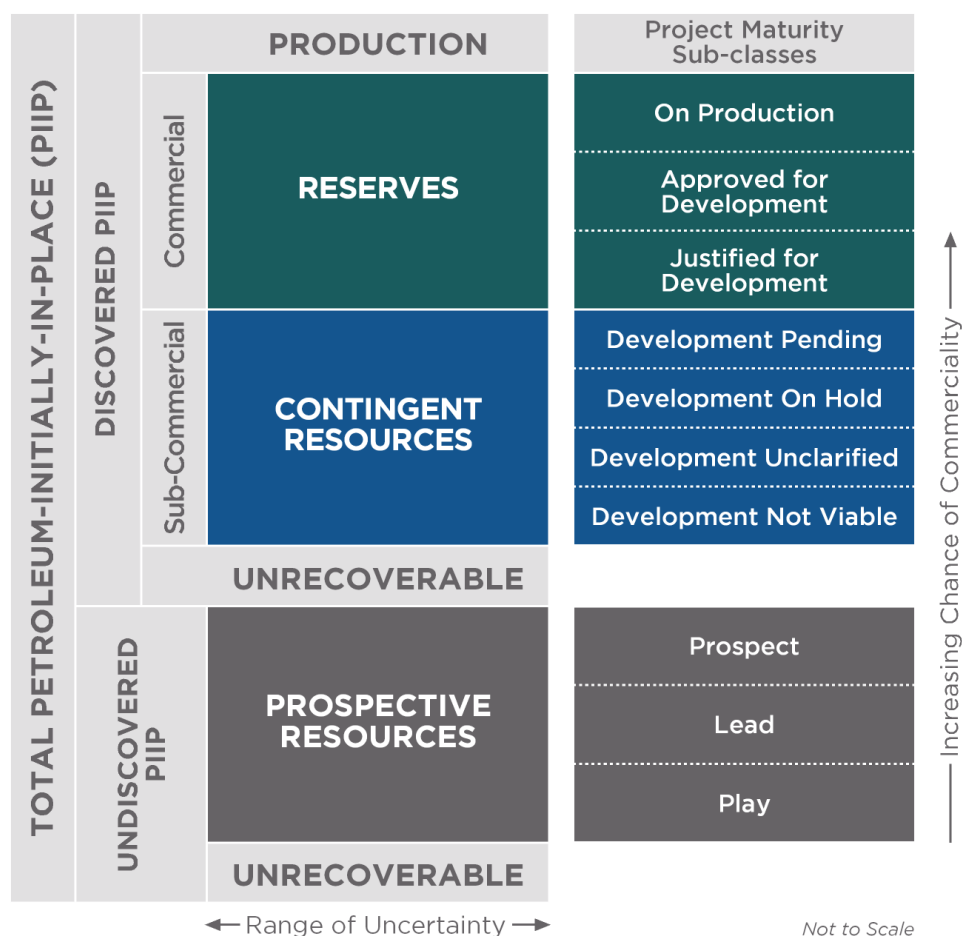 TOTAL PETROLEUM-INITIALLY-IN-PLACE (PIIP)
DISCOVERED PIIP
UNDISCOVERED
PIIP
PRODUCTION
Commercial
RESERVES
Sub-Commercial
CONTINGENT
RESOURCES
UNRECOVERABLE
PROSPECTIVE
RESOURCES
UNRECOVERABLE
Range of Uncertainty
Project Maturity
Sub-classes
On Production
Approved for
Development
Justified for
Development
Development Pending
Development On Hold
Development Unclarified
Development Not Viable
Prospect
Lead
Play
Increasing Chance of Commerciality
Not to Scale